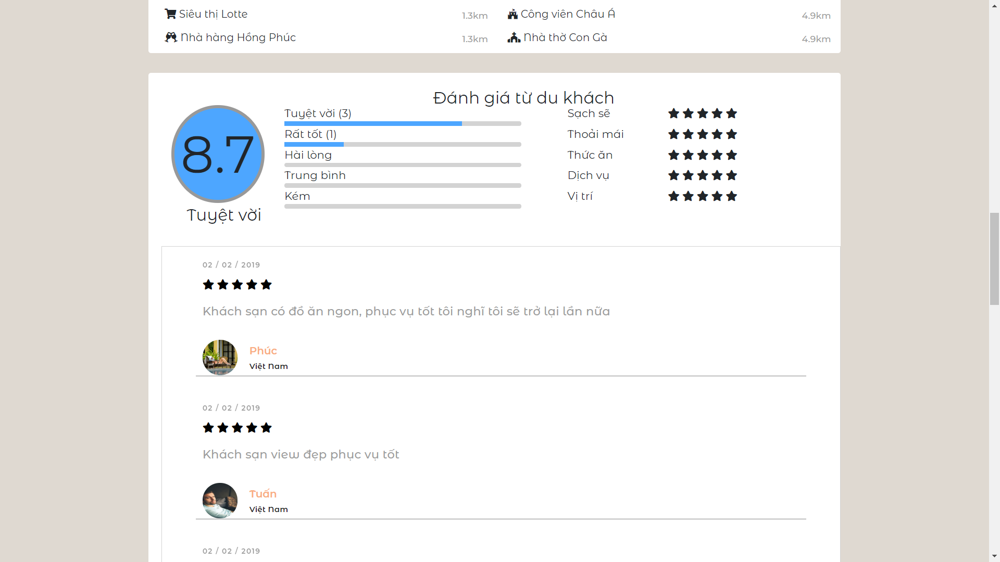 Siêu thị Lotte 1.3km Công viên Châu Á 4.9km
Nhà hàng Hồng Phúc 1.3km Nhà thờ Con Gà 4.9km
Đánh giá từ du khách
8.7
Tuyệt vời
Tuyệt vời (3)
Rất tốt (1)
Hài lòng
Trung bình
Kém
Sạch sẽ
Thoải mái
Thức ăn
Dịch vụ
Vị trí
02 / 02 / 2019
Khách sạn có đồ ăn ngon, phục vụ tốt tôi nghĩ tôi sẽ trở lại lần nữa
Phúc
Việt Nam
02 / 02 / 2019
Khách sạn view đẹp phục vụ tốt
Tuấn
Việt Nam
02 / 02 / 2019